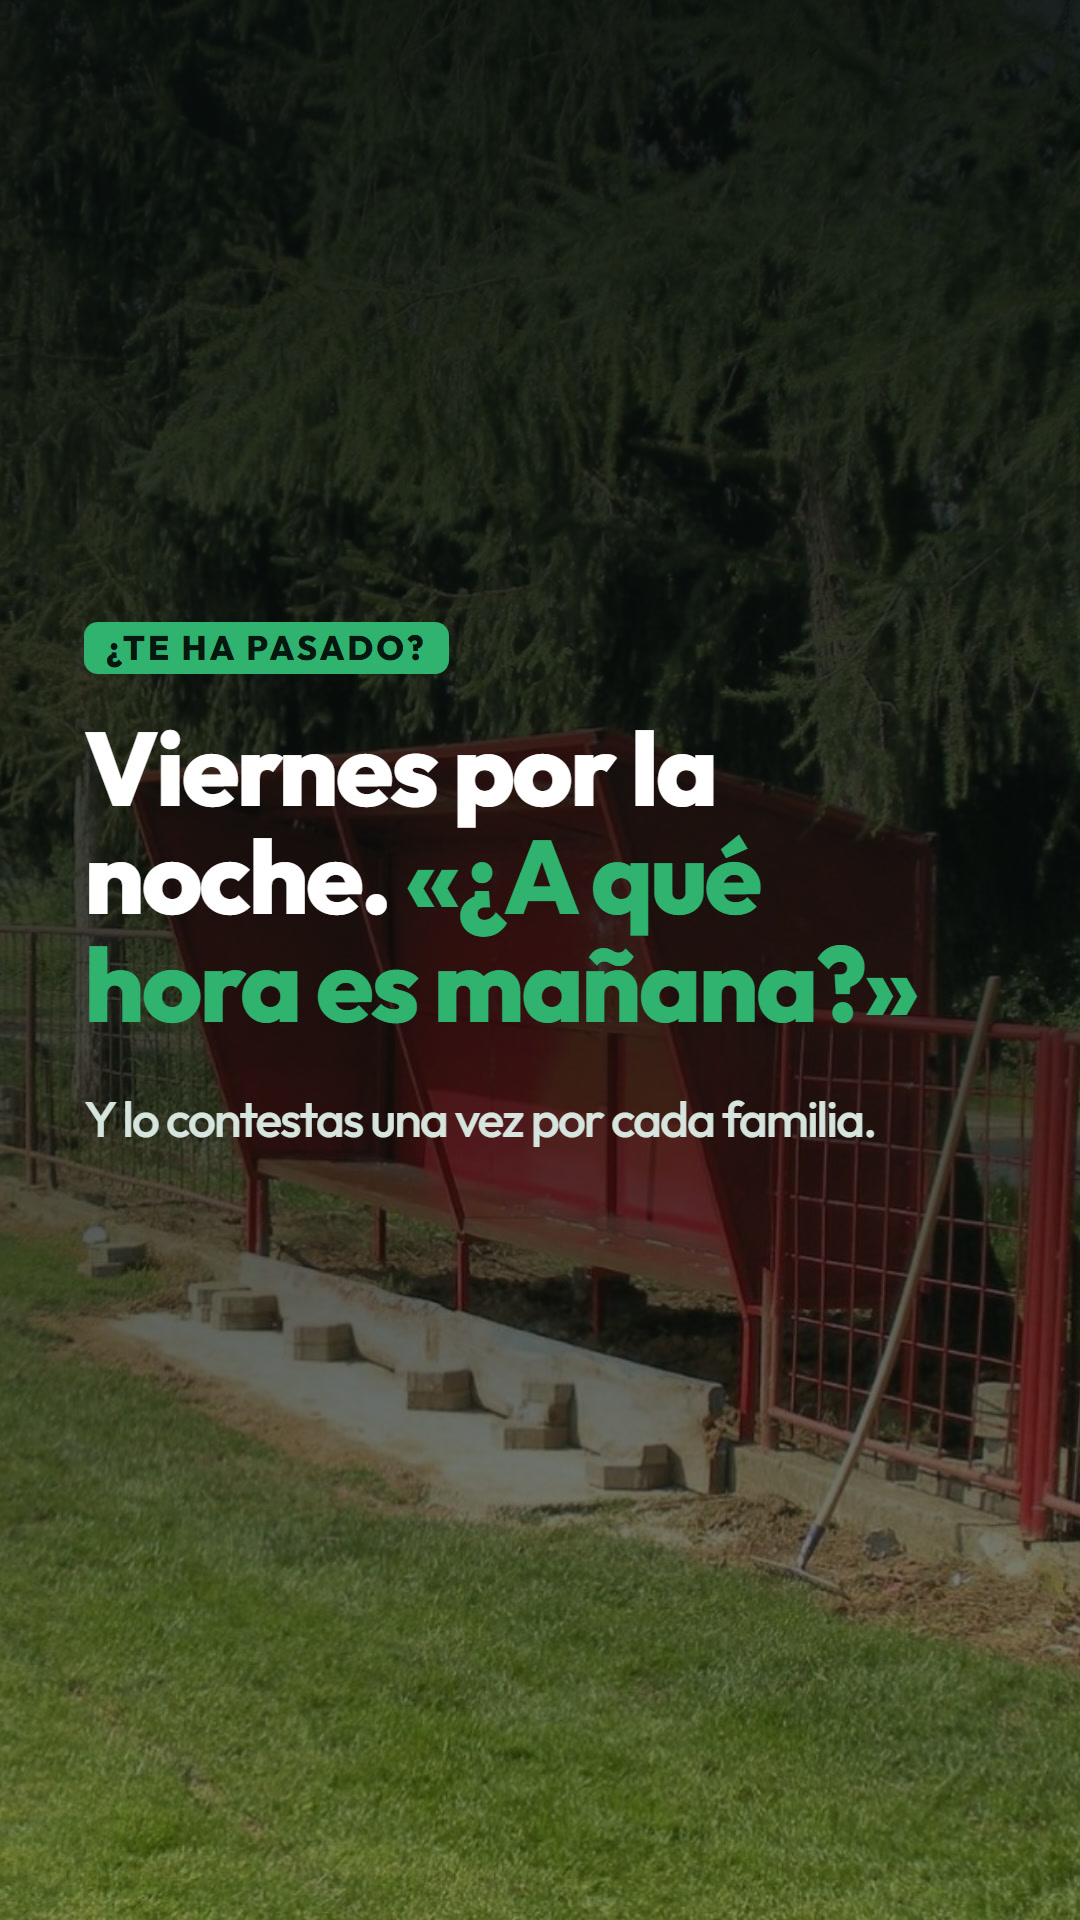 ¿TE HA PASADO?
Viernes por la
noche. «¿A qué
hora es mañana?»
Y lo contestas una vez por cada familia.